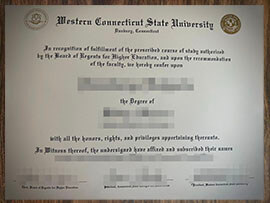 Western Connecticut State University
Danbury, Connecticut
In recognition of fulfillment of the prescribed course of study authorized
by the Board of Regents for Higher Education, and upon the recommendation
of the faculty, we hereby confer upon
the Degree of
with all the honors, rights, and privileges appertaining thereunto.
In Witness thereof, the undersigned have affixed and subscribed their names